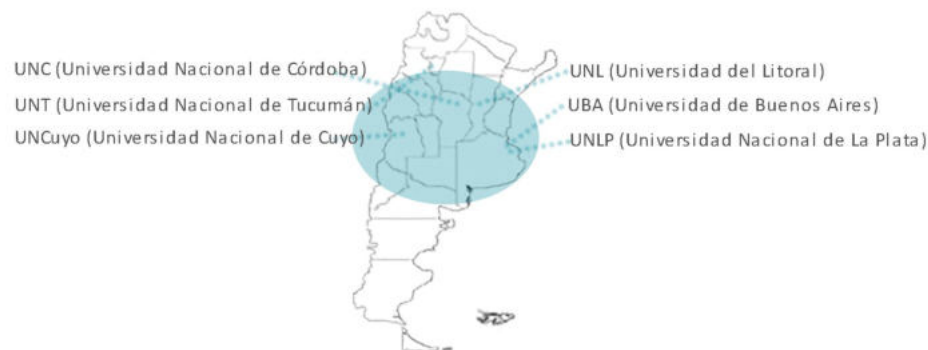 UNC (Universidad Nacional de Córdoba)
UNT (Universidad Nacional de Tucumán)
UNCuyo (Universidad Nacional de Cuyo)
UNL (Universidad del Litoral)
UBA (Universidad de Buenos Aires)
UNLP (Universidad Nacional de La Plata)